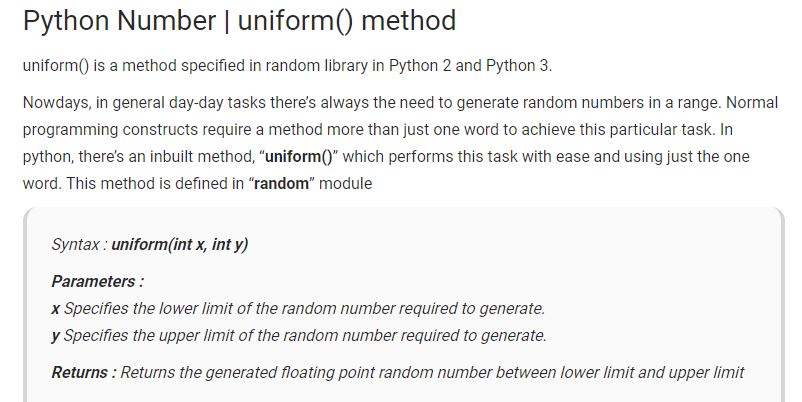 Python Number | uniform() method
uniform() is a method specified in random library in Python 2 and Python 3.
Nowdays, in general day-day tasks there's always the need to generate random numbers in a range. Normal
programming constructs require a method more than just one word to achieve this particular task. In
python, there's an inbuilt method, “uniform()” which performs this task with ease and using just the one
word. This method is defined in “random” module
Syntax : uniform(int x, int y)
Parameters :
x Specifies the lower limit of the random number required to generate.
y Specifies the upper limit of the random number required to generate.
Returns : Returns the generated floating point random number between lower limit and upper limit